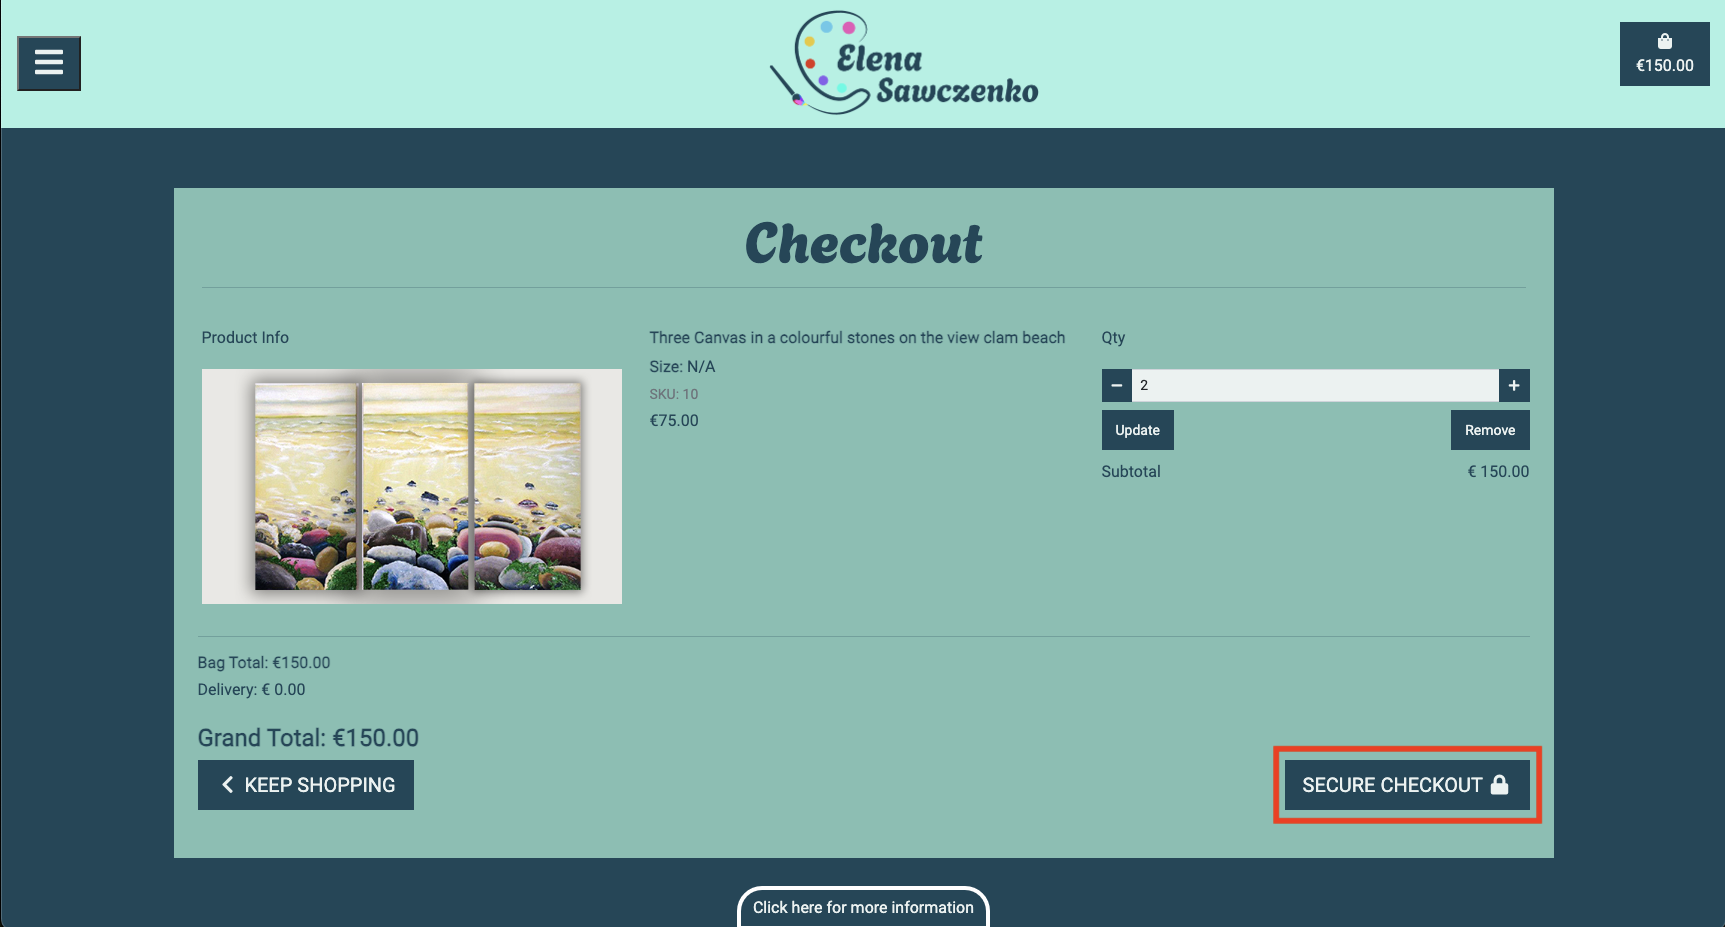 Elena
Sawczenko
€150.00
Checkout
Product Info
Three Canvas in a colourful stones on the view clam beach
Size: N/A
SKU: 10
€75.00
Qty
2
Update
Remove
Subtotal
€ 150.00
Bag Total: €150.00
Delivery: € 0.00
Grand Total: €150.00
KEEP SHOPPING
SECURE CHECKOUT
Click here for more information